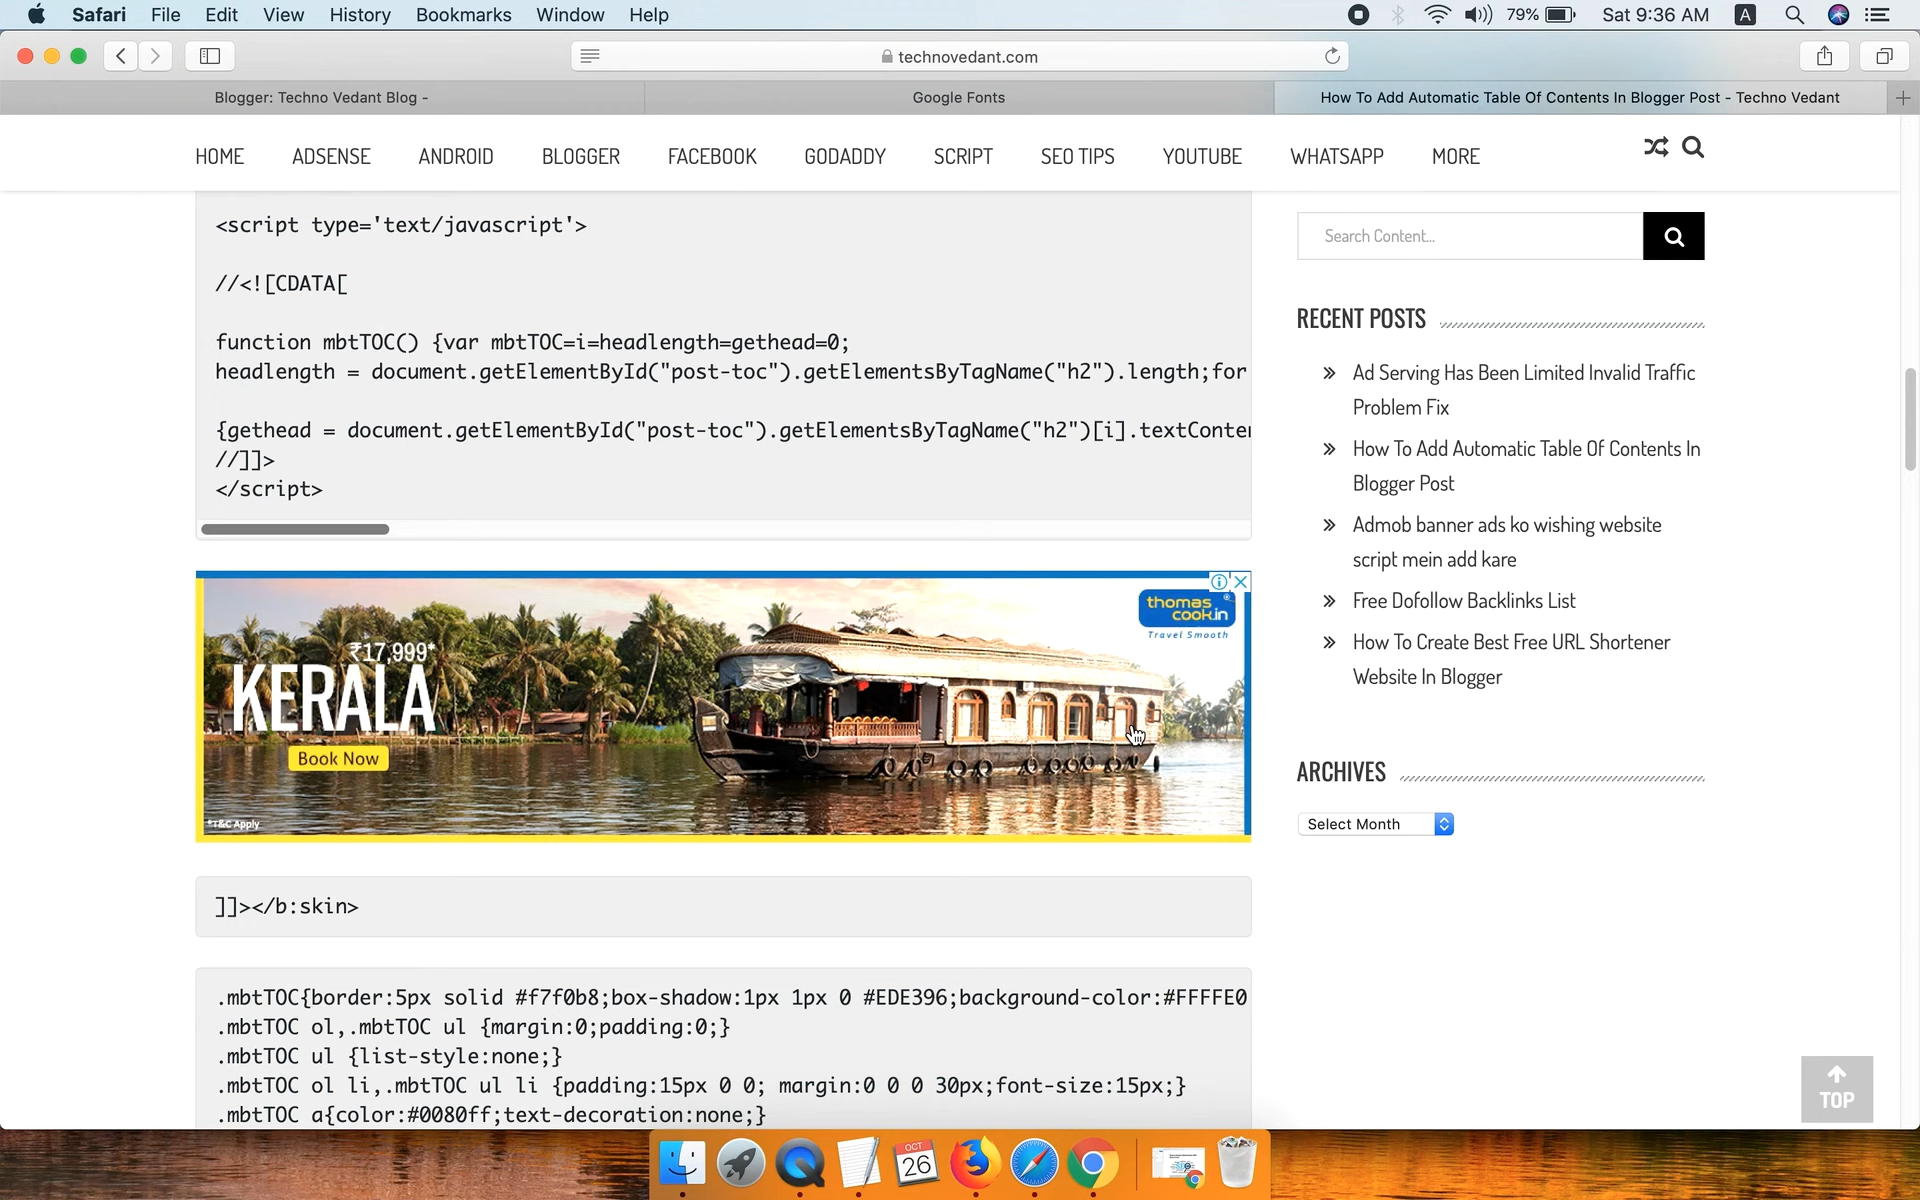 Safari File Edit View History Bookmarks Window Help 79% Sat 9:36 AM A
technovedant.com
Blogger: Techno Vedant Blog -
Google Fonts
How To Add Automatic Table Of Contents In Blogger Post - Techno Vedant
HOME ADSENSE ANDROID BLOGGER FACEBOOK GODADDY SCRIPT SEO TIPS YOUTUBE WHATSAPP MORE
<script type='text/javascript'>
//<![CDATA[
function mbtTOC() {var mbtTOC=i=headlength=gethead=0;
headlength = document.getElementById("post-toc").getElementsByTagName("h2").length;for
{gethead = document.getElementById("post-toc").getElementsByTagName("h2")[i].textConten
//]]>
</script>
thomas
cook.in
Travel Smooth
₹17,999*
KERALA
Book Now
*T&C Apply
]]></b:skin>
.mbtTOC{border:5px solid #f7f0b8;box-shadow:1px 1px 0 #EDE396;background-color:#FFFFE0
.mbtTOC ol,.mbtTOC ul {margin:0;padding:0;}
.mbtTOC ul {list-style:none;}
.mbtTOC ol li,.mbtTOC ul li {padding:15px 0 0; margin:0 0 0 30px;font-size:15px;}
.mbtTOC a{color:#0080ff;text-decoration:none;}
Search Content...
RECENT POSTS
Ad Serving Has Been Limited Invalid Traffic
Problem Fix
How To Add Automatic Table Of Contents In
Blogger Post
Admob banner ads ko wishing website
script mein add kare
Free Dofollow Backlinks List
How To Create Best Free URL Shortener
Website In Blogger
ARCHIVES
Select Month
TOP
OCT
26